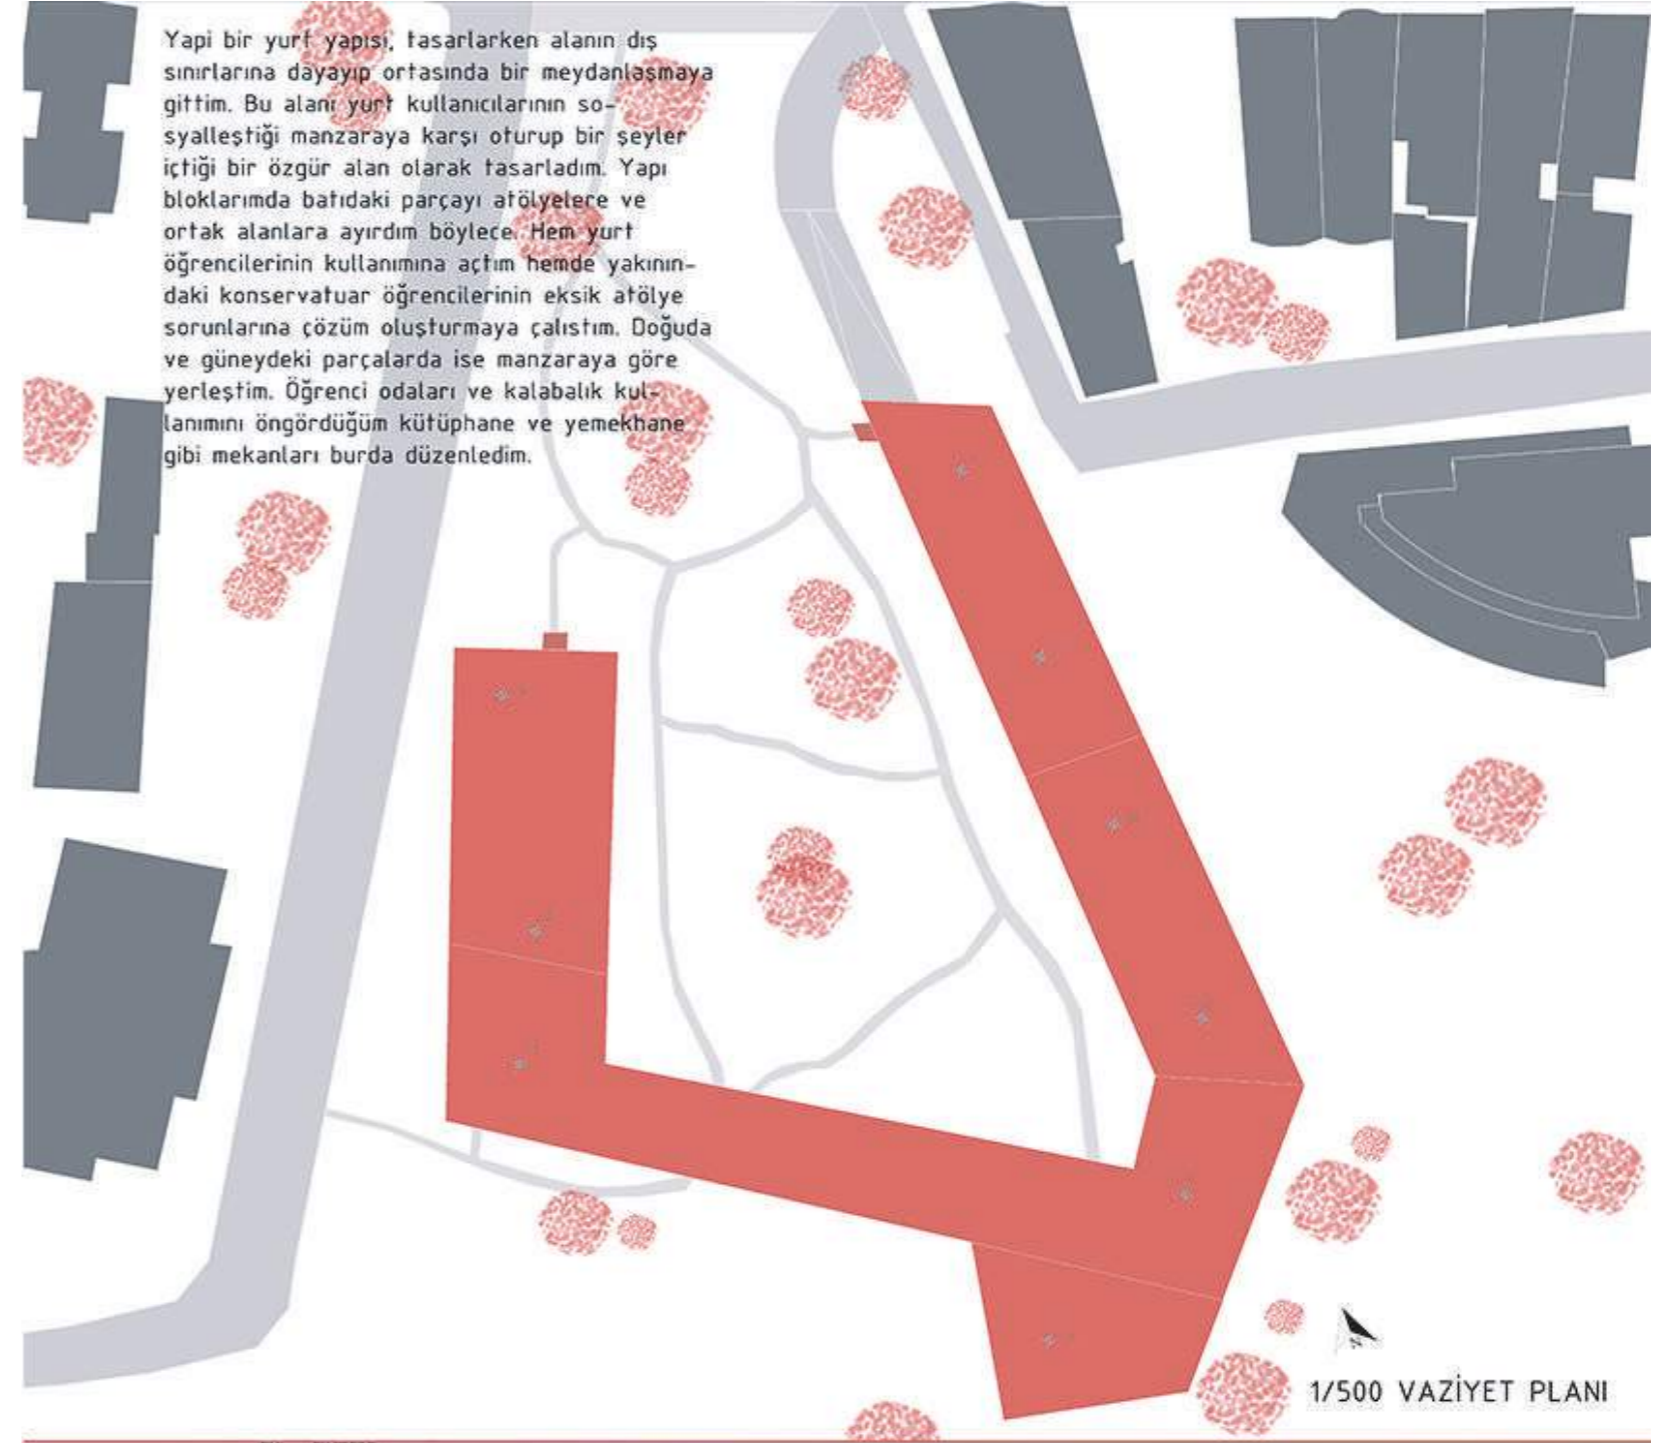 Yapi bir yurt yapısı, tasarlarken alanın dış
sınırlarına dayayıp ortasında bir meydanlaşmaya
gittim. Bu alanı yurt kullanıcılarının so-
syalleştiği manzaraya karşı oturup bir şeyler
içtiği bir özgür alan olarak tasarladım. Yapı
bloklarımda batıdaki parçayı atölyelere ve
ortak alanlara ayırdım böylece. Hem yurt
öğrencilerinin kullanımına açtım hemde yakının-
daki konservatuar öğrencilerinin eksik atölye
sorunlarına çözüm oluşturmaya çalıstım. Doğuda
ve güneydeki parçalarda ise manzaraya göre
yerleştim. Öğrenci odaları ve kalabalık kul-
lanımını öngördüğüm kütüphane ve yemekhane
gibi mekanları burda düzenledim.
1/500 VAZİYET PLANI